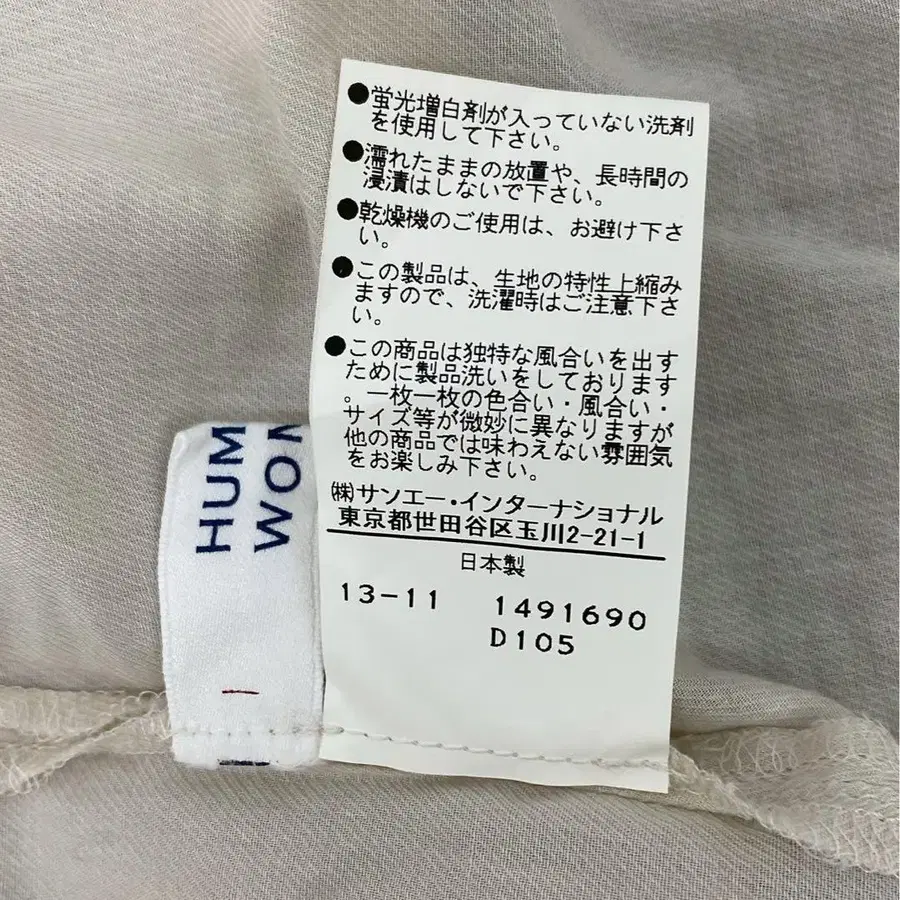 ●蛍光増白剤が入っていない洗剤
を使用して下さい。
●濡れたままの放置や、長時間の
浸漬はしないで下さい。
●乾燥機のご使用は、お避け下さ
い。
●この製品は、生地の特性上縮み
ますので、洗濯時はご注意下さ
い。
●この商品は独特な風合いを出す
ために製品洗いをしております
。一枚一枚の色合い・風合い・
サイズ等が微妙に異なりますが
他の商品では味わえない雰囲気
をお楽しみ下さい。
㈱サンエー・インターナショナル
東京都世田谷区玉川2-21-1
日本製
13-11 1491690
D105
HUM
WOM